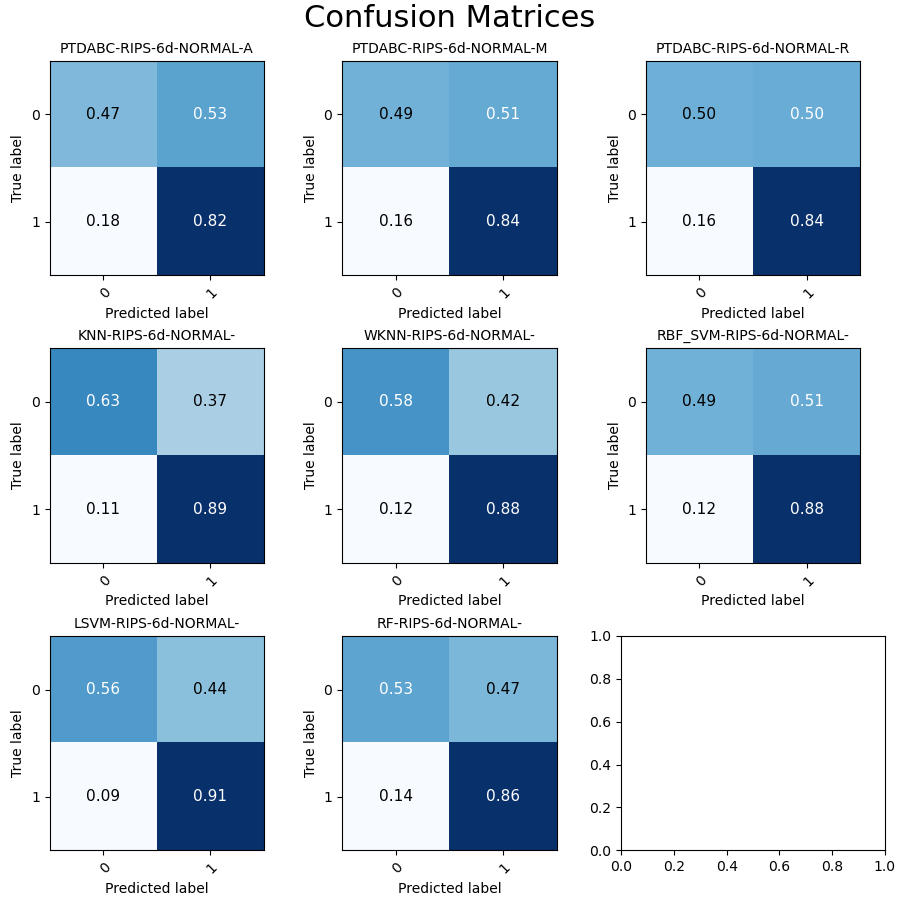 Confusion Matrices
PTDABC-RIPS-6d-NORMAL-A
True label
0
1
0.47
0.53
0.18
0.82
0
1
Predicted label
PTDABC-RIPS-6d-NORMAL-M
True label
0
1
0.49
0.51
0.16
0.84
0
1
Predicted label
PTDABC-RIPS-6d-NORMAL-R
True label
0
1
0.50
0.50
0.16
0.84
0
1
Predicted label
KNN-RIPS-6d-NORMAL-
True label
0
1
0.63
0.37
0.11
0.89
0
1
Predicted label
WKNN-RIPS-6d-NORMAL-
True label
0
1
0.58
0.42
0.12
0.88
0
1
Predicted label
RBF_SVM-RIPS-6d-NORMAL-
True label
0
1
0.49
0.51
0.12
0.88
0
1
Predicted label
LSVM-RIPS-6d-NORMAL-
True label
0
1
0.56
0.44
0.09
0.91
0
1
Predicted label
RF-RIPS-6d-NORMAL-
True label
0
1
0.53
0.47
0.14
0.86
0
1
Predicted label
1.0
0.8
0.6
0.4
0.2
0.0
0.0 0.2 0.4 0.6 0.8 1.0